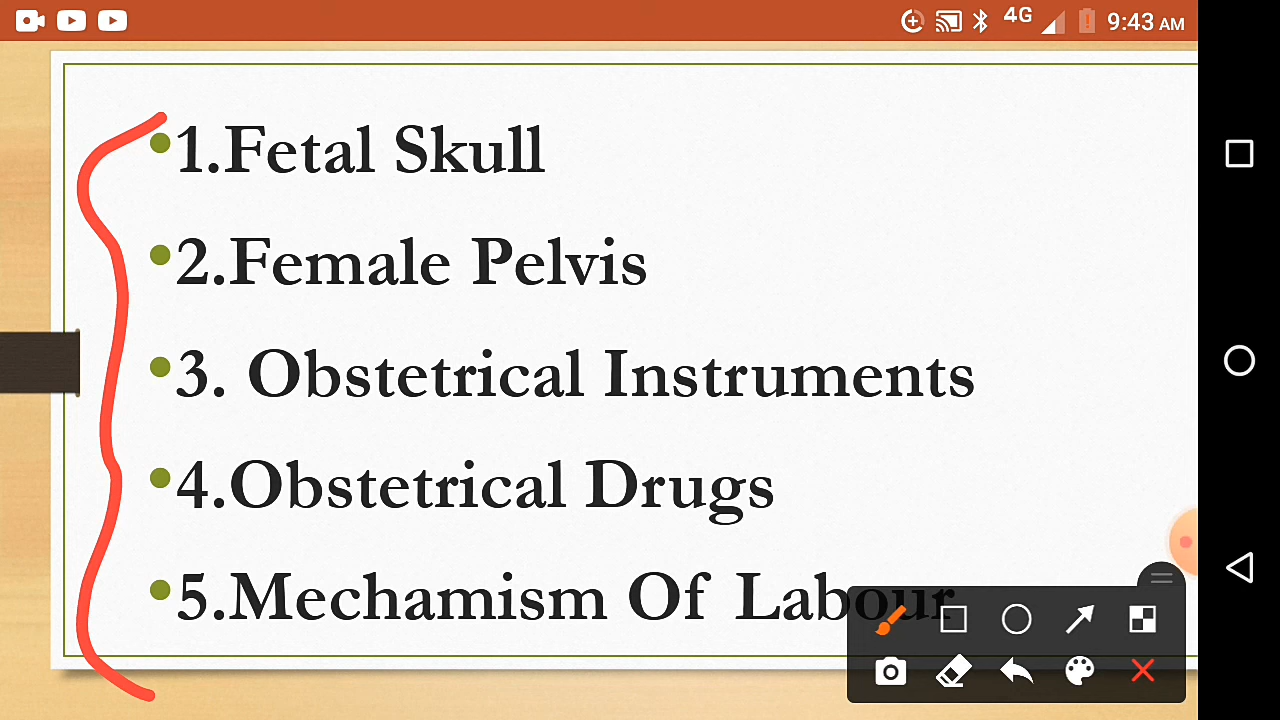 4G 9:43 AM
•1.Fetal Skull
•2.Female Pelvis
•3. Obstetrical Instruments
•4.Obstetrical Drugs
•5.Mechamism Of Labour